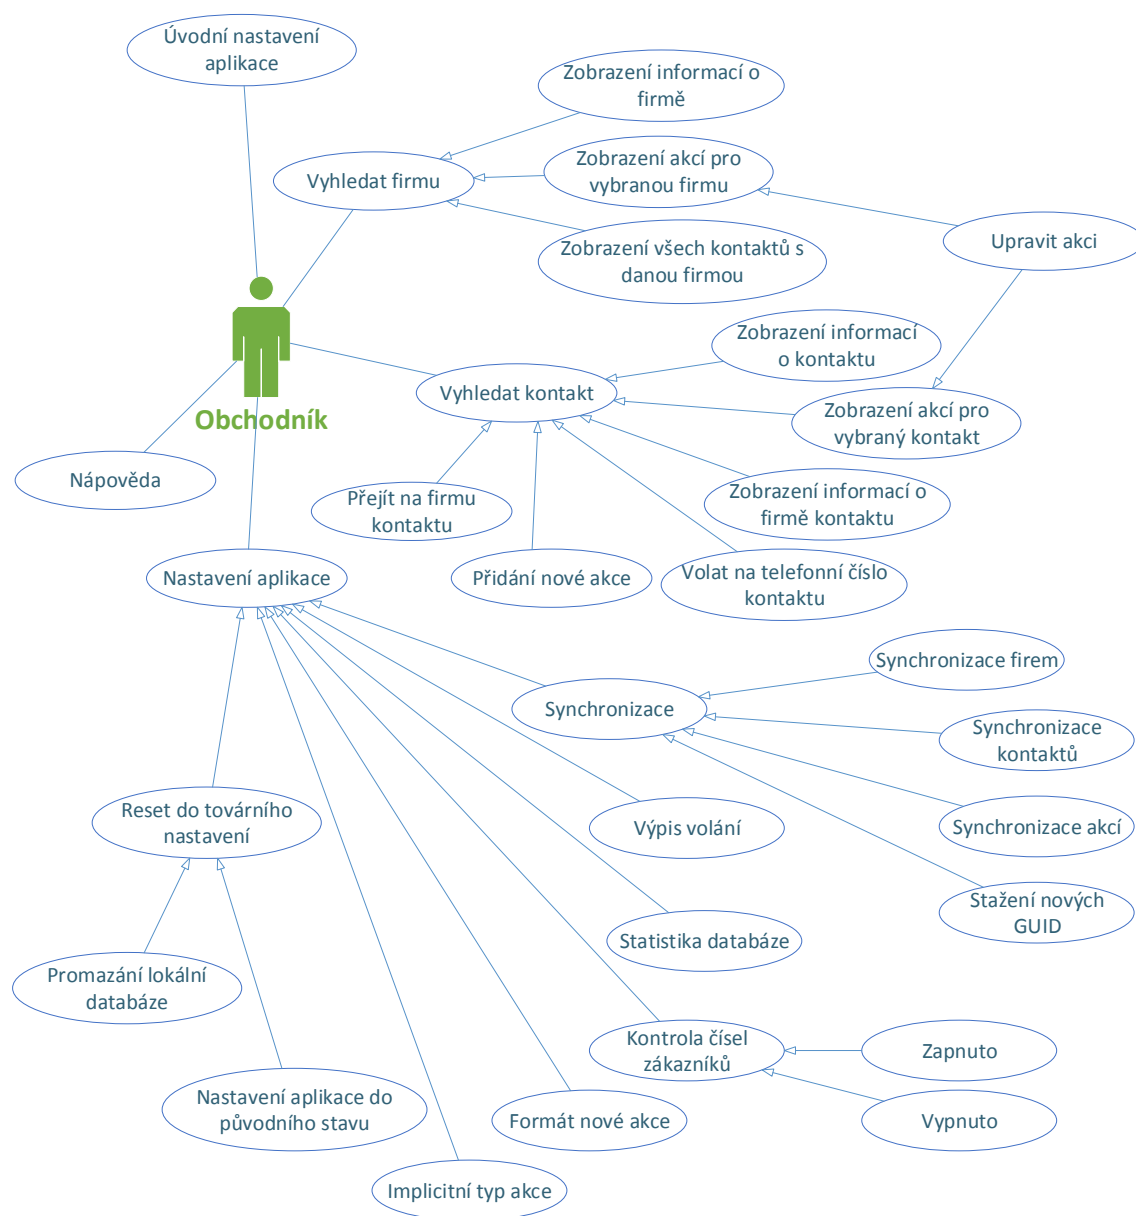 Úvodní nastavení
aplikace
Zobrazení informací o
firmě
Zobrazení akcí pro
vybranou firmu
Vyhledat firmu
Upravit akci
Zobrazení všech kontaktů s
danou firmou
Zobrazení informací
o kontaktu
Vyhledat kontakt
Zobrazení akcí pro
vybraný kontakt
Obchodník
Nápověda
Přejít na firmu
kontaktu
Zobrazení informací o
firmě kontaktu
Nastavení aplikace
Přidání nové akce
Volat na telefonní číslo
kontaktu
Synchronizace firem
Synchronizace
Synchronizace
kontaktů
Reset do továrního
nastavení
Výpis volání
Synchronizace akcí
Stažení nových
GUID
Statistika databáze
Promazání lokální
databáze
Kontrola čísel
zákazníků
Zapnuto
Nastavení aplikace do
původního stavu
Formát nové akce
Vypnuto
Implicitní typ akce